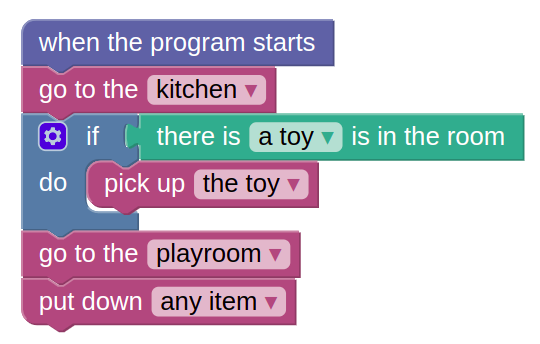 when the program starts
go to the kitchen
if there is a toy is in the room
do pick up the toy
go to the playroom
put down any item